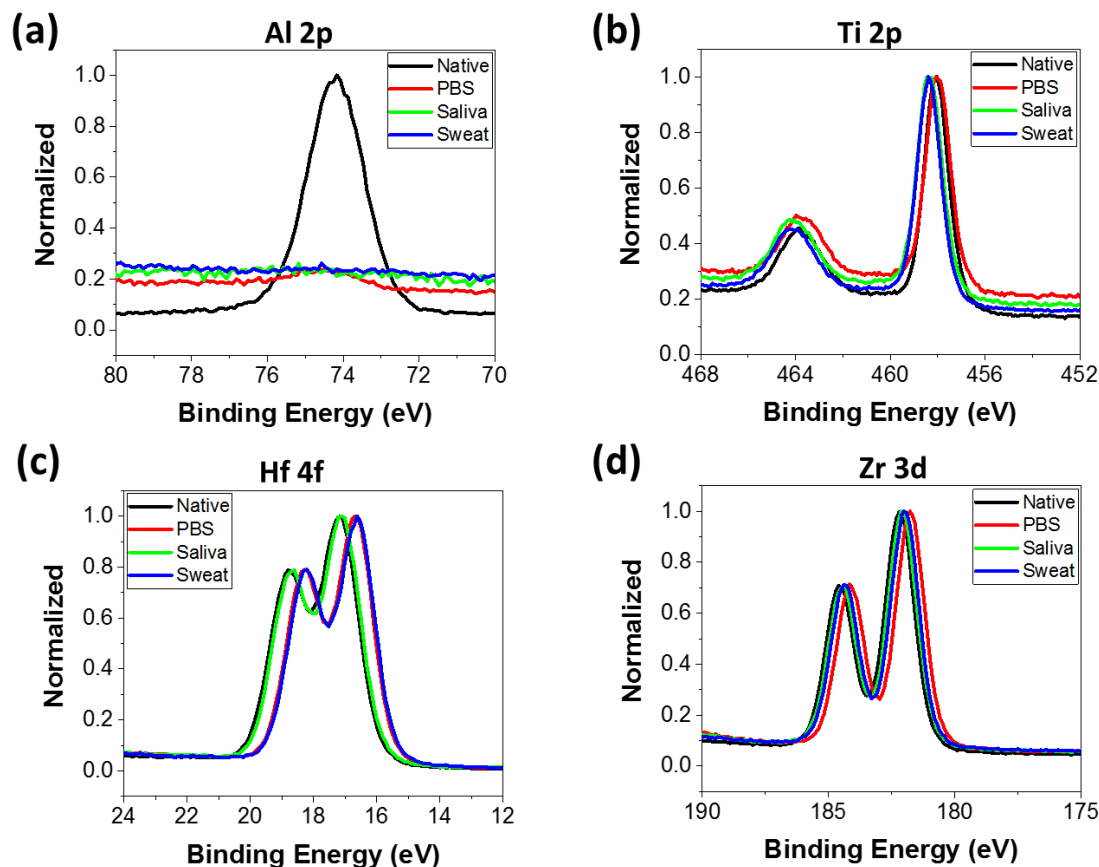 (a)
Al 2p
Native
PBS
Saliva
Sweat
Normalized
1.0
0.8
0.6
0.4
0.2
0.0
80 78 76 74 72 70
Binding Energy (eV)
(b)
Ti 2p
Native
PBS
Saliva
Sweat
Normalized
1.0
0.8
0.6
0.4
0.2
0.0
468 464 460 456 452
Binding Energy (eV)
(c)
Hf 4f
Native
PBS
Saliva
Sweat
Normalized
1.0
0.8
0.6
0.4
0.2
0.0
24 22 20 18 16 14 12
Binding Energy (eV)
(d)
Zr 3d
Native
PBS
Saliva
Sweat
Normalized
1.0
0.8
0.6
0.4
0.2
0.0
190 185 180 175
Binding Energy (eV)